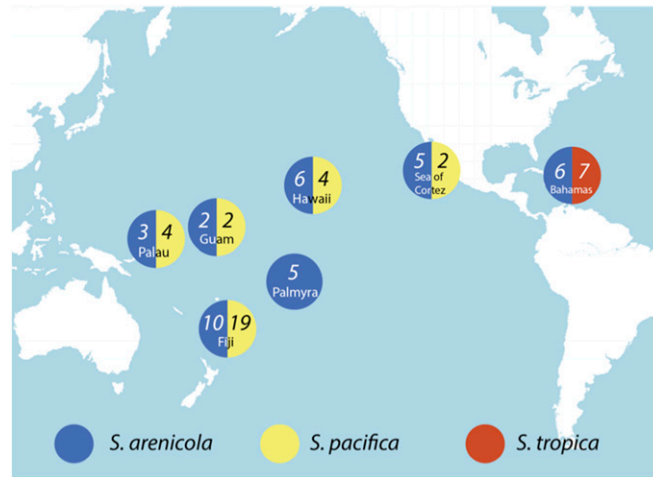 5 2
Sea of
Cortez
6 7
Bahamas
6 4
Hawaii
2 2
Guam
3 4
Palau
5
Palmyra
10 19
Fiji
S. arenicola
S. pacifica
S. tropica